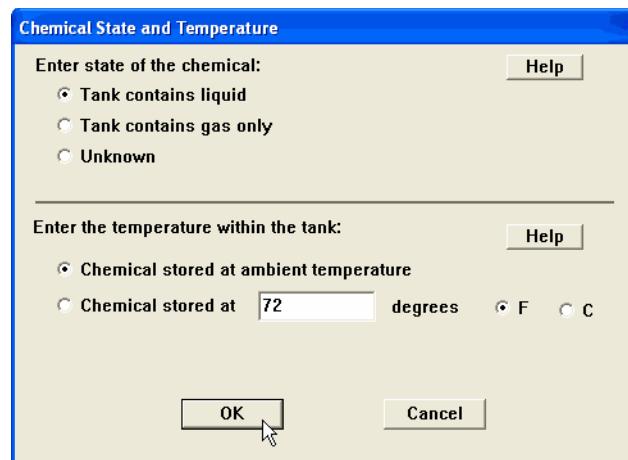 Chemical State and Temperature
Enter state of the chemical:
Help
Tank contains liquid
Tank contains gas only
Unknown
Enter the temperature within the tank:
Help
Chemical stored at ambient temperature
Chemical stored at 72 degrees F C
OK Cancel